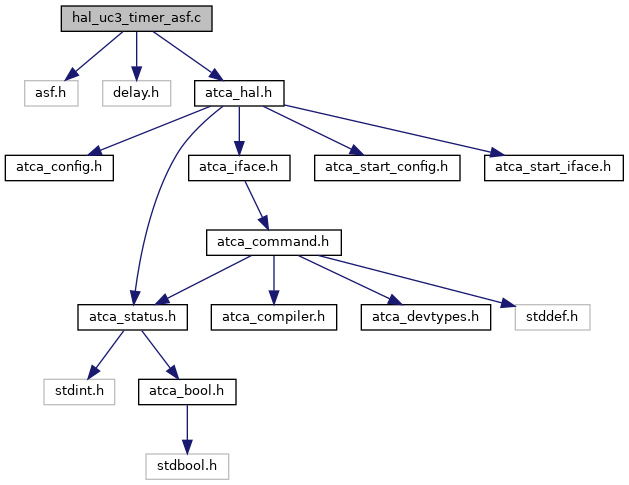 hal_uc3_timer_asf.c
asf.h
delay.h
atca_hal.h
atca_config.h
atca_iface.h
atca_start_config.h
atca_start_iface.h
atca_command.h
atca_status.h
atca_compiler.h
atca_devtypes.h
stddef.h
stdint.h
atca_bool.h
stdbool.h